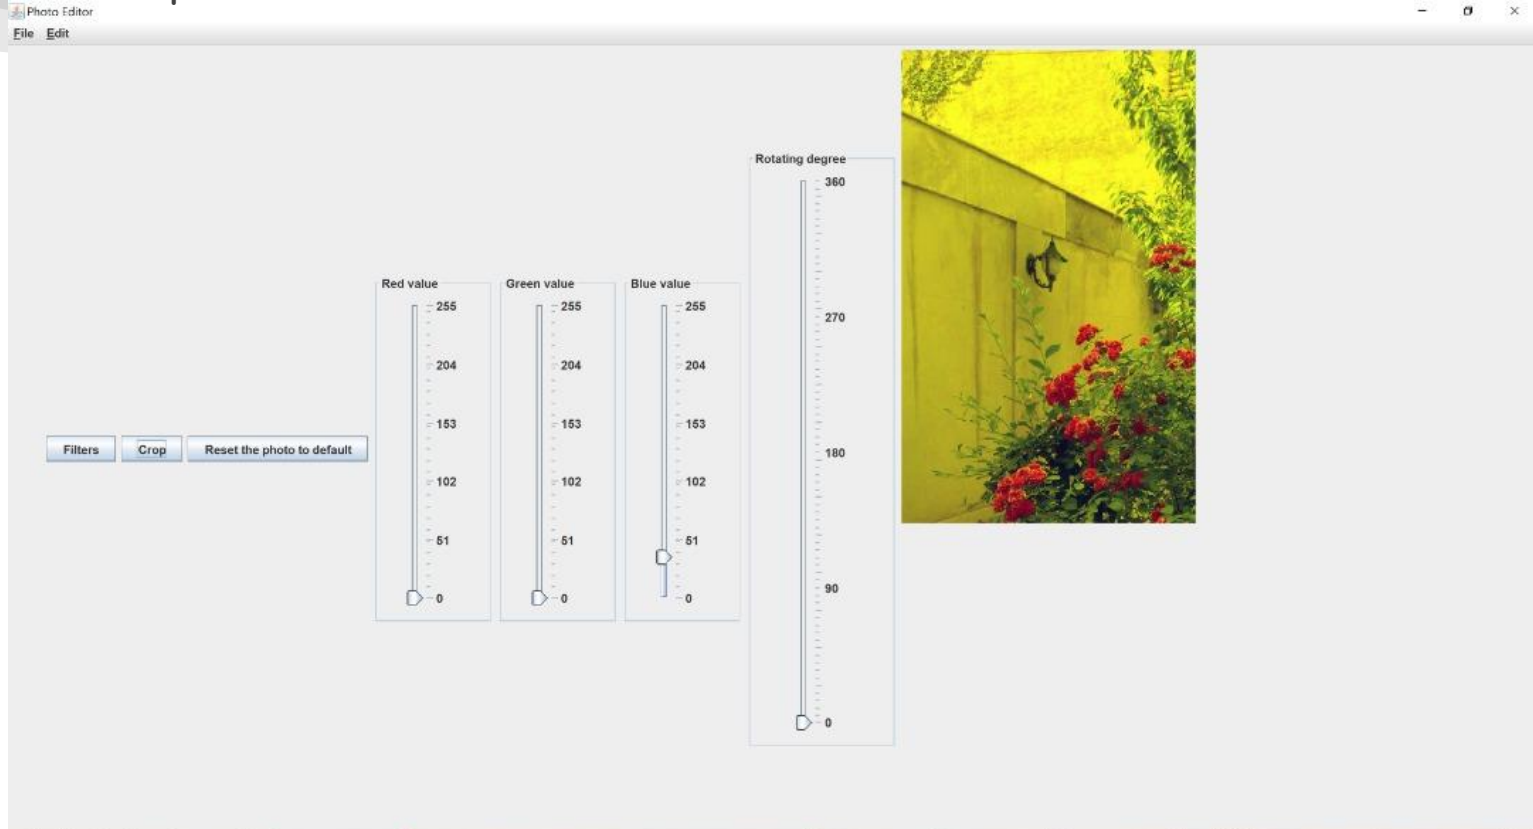 Photo Editor
File Edit
Rotating degree
360
270
180
90
0
Red value
255
204
153
102
51
0
Green value
255
204
153
102
51
0
Blue value
255
204
153
102
51
0
Filters
Crop
Reset the photo to default